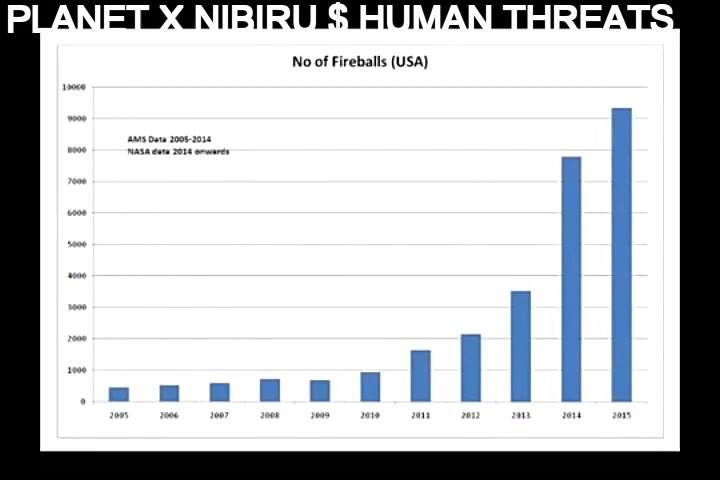 PLANET X NIBIRU $ HUMAN THREATS
No of Fireballs (USA)
10000
AMS Data 2005-2014
NASA data 2014 onwards
9000
8000
7000
6000
5000
4000
3000
2000
1000
0
2005 2006 2007 2008 2009 2010 2011 2012 2013 2014 2015